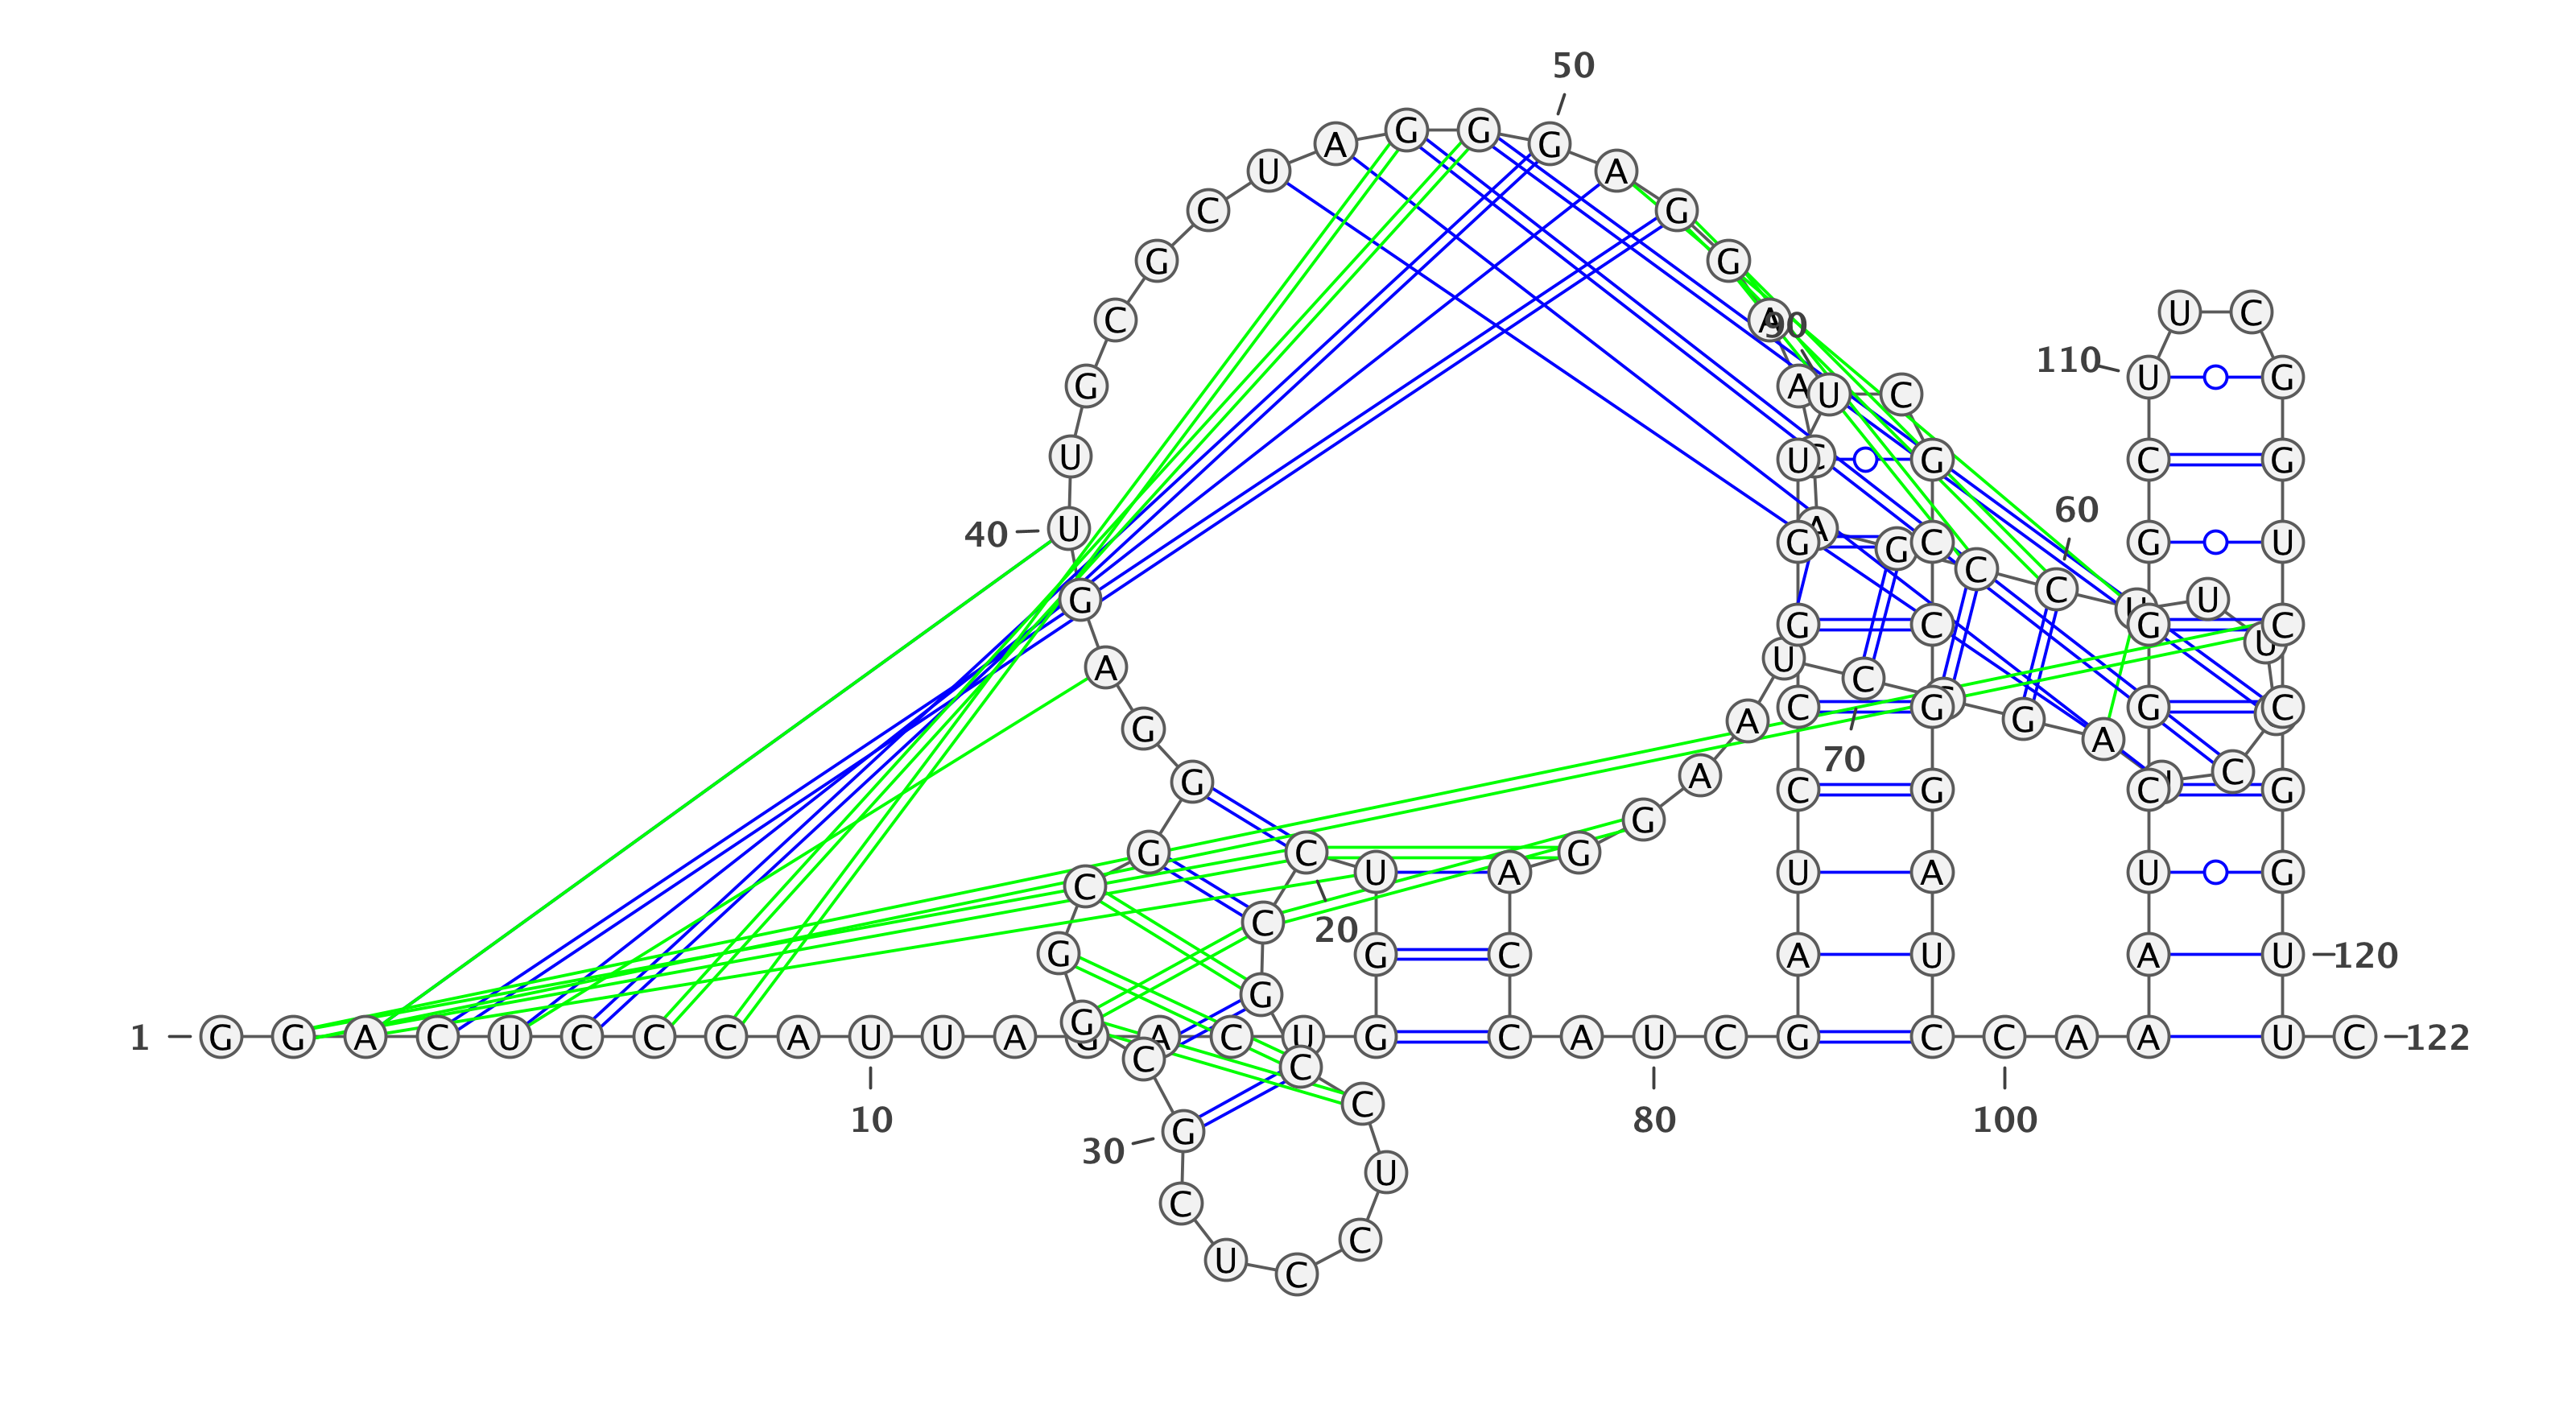 50
A G G G
U A
C G
G G
C A 90 U C
G A U C
110 U G
U U C G C G
60
40 U G A G C G U
G C C U
G C G C
A U C U
G A C G G A G C
70
G A C G C C G
G
G C U A G
C U A U G
C 20
G G C A U A U 120
G
1 G G A C U C C C A U U A G A C U G C A U C G C C A A U C 122
C C C
10 80 100
30 G
U
C C
U C